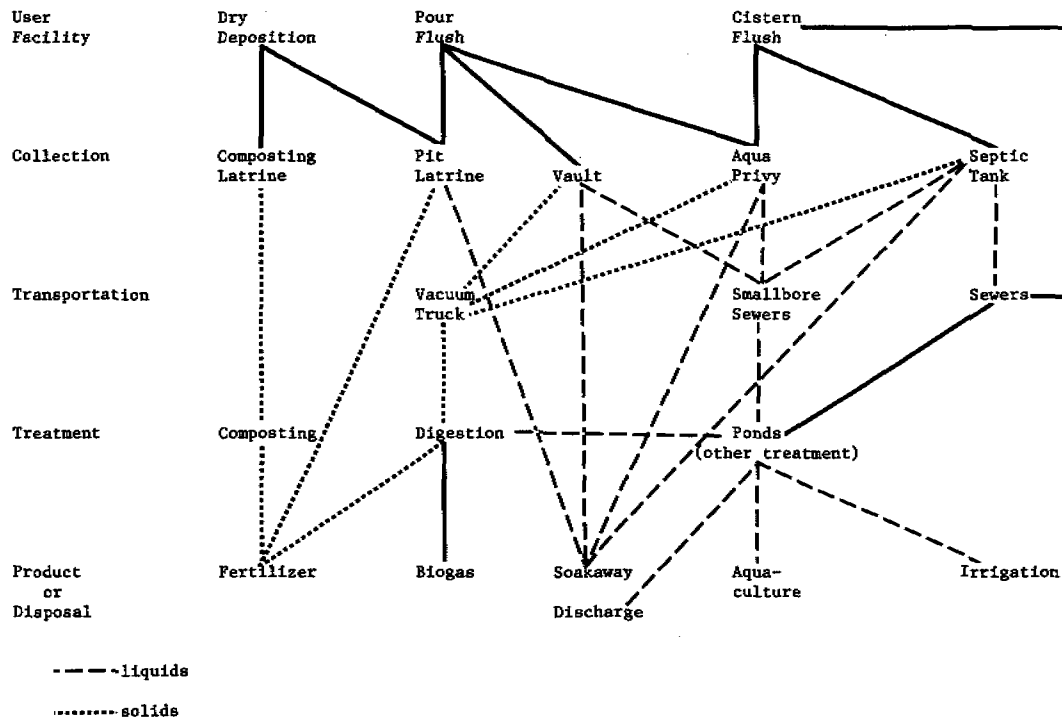 User Dry Pour Cistern
Facility Deposition Flush Flush
Collection Composting Pit Aqua Septic
Latrine Latrine Vault Privy Tank
Transportation Vacuum Smallbore Sewers
Truck Sewers
Treatment Composting Digestion Ponds
(other treatment)
Product Fertilizer Biogas Soakaway Aqua- Irrigation
or culture
Disposal Discharge
liquids
solids